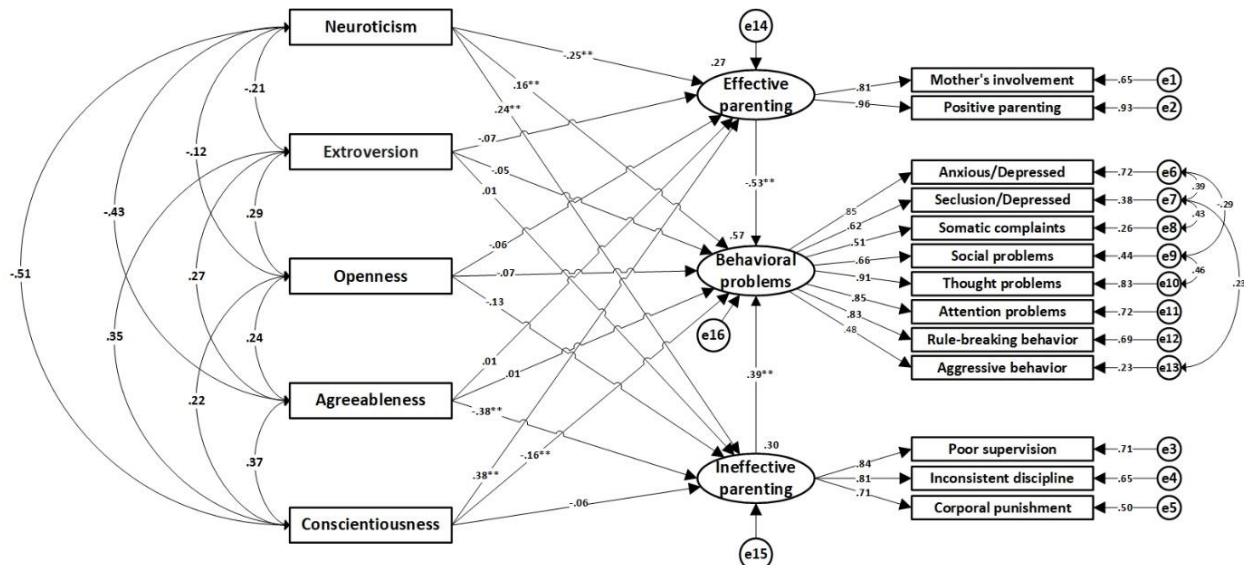 Neuroticism
Extroversion
Openness
Agreeableness
Conscientiousness
-.21
-.12
.29
-.43
.27
-.51
.24
.35
.22
.37
-.25**
.16**
.24**
-.07
-.05
.01
-.06
-.07
-.13
.01
.01
-.38**
.38**
-.16**
-.06
e14
.27
Effective
parenting
-.53**
.57
Behavioral
problems
e16
.39**
.30
Ineffective
parenting
e15
.81
Mother's involvement
.65
e1
.96
Positive parenting
.93
e2
.85
Anxious/Depressed
.72
e6
.62
Seclusion/Depressed
.38
e7
.51
Somatic complaints
.26
e8
.66
Social problems
.44
e9
.91
Thought problems
.83
e10
.85
Attention problems
.72
e11
.83
Rule-breaking behavior
.69
e12
.48
Aggressive behavior
.23
e13
.39
-.29
.43
.46
.23
.84
Poor supervision
.71
e3
.81
Inconsistent discipline
.65
e4
.71
Corporal punishment
.50
e5